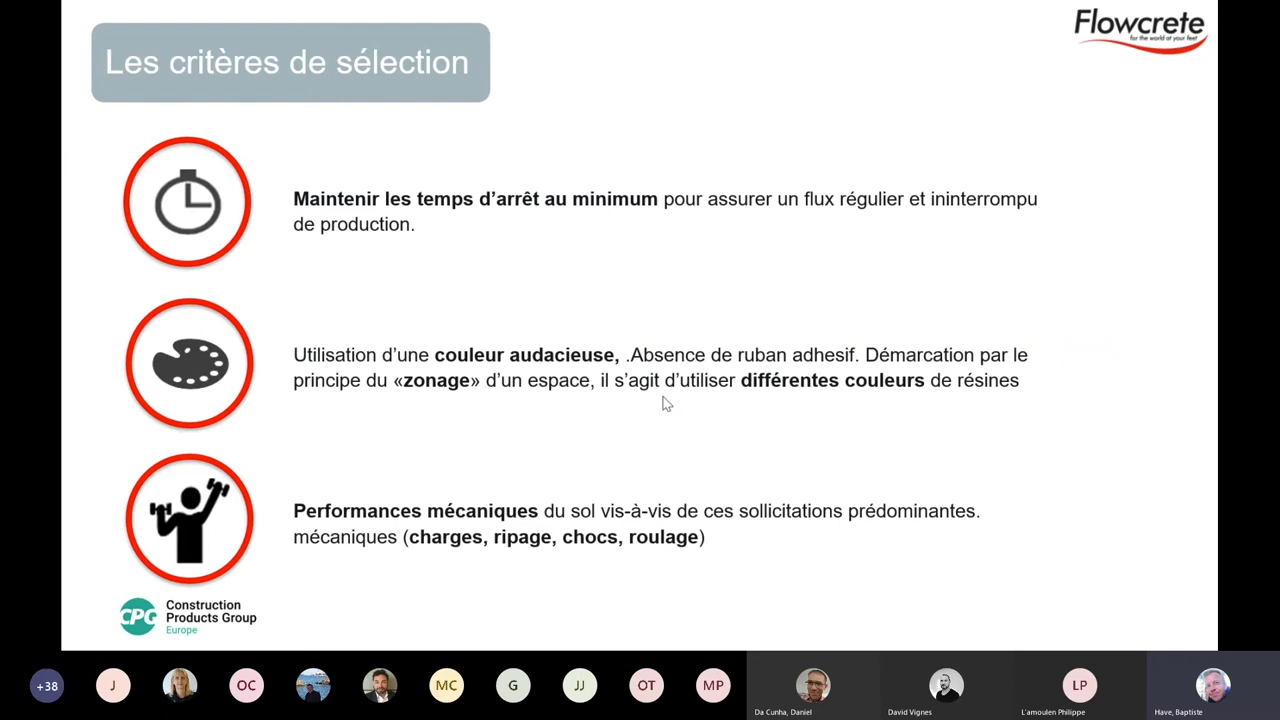 Les critères de sélection
Flowcrete
for the world at your feet
Maintenir les temps d’arrêt au minimum pour assurer un flux régulier et ininterrompu
de production.
Utilisation d’une couleur audacieuse, .Absence de ruban adhesif. Démarcation par le
principe du «zonage» d’un espace, il s’agit d’utiliser différentes couleurs de résines
Performances mécaniques du sol vis-à-vis de ces sollicitations prédominantes.
mécaniques (charges, ripage, chocs, roulage)
CPG
Construction
Products Group
Europe
+38
J
OC
MC
G
JJ
OT
MP
Da Cunha, Daniel
David Vignes
LP
L'amoulen Philippe
Have, Baptiste